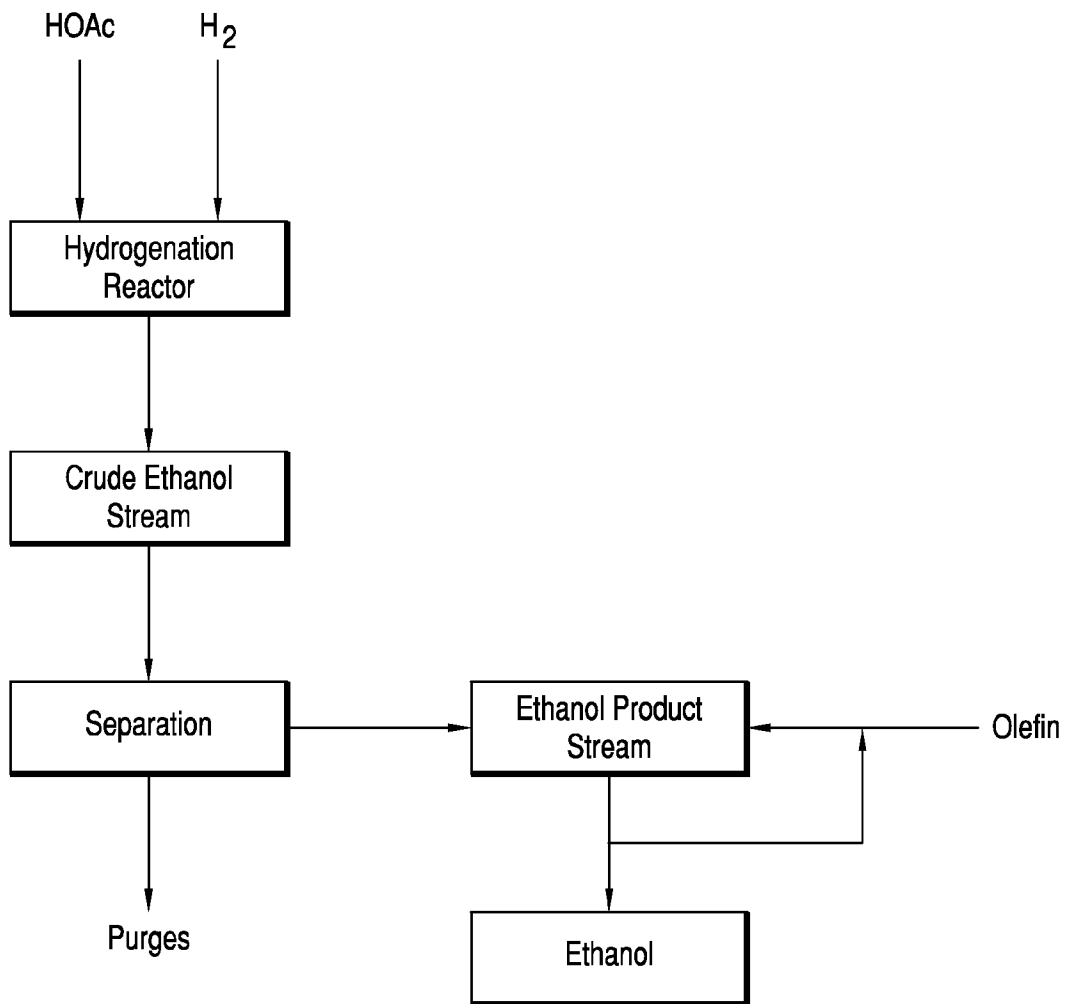 HOAc
H2
Hydrogenation
Reactor
Crude Ethanol
Stream
Separation
Ethanol Product
Stream
Olefin
Purges
Ethanol